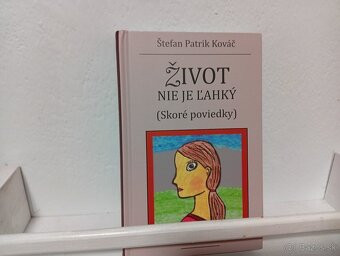 Štefan Patrik Kováč
ŽIVOT
NIE JE ĽAHKÝ
(Skoré poviedky)